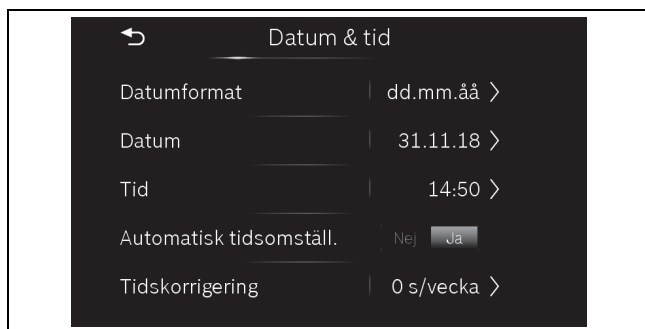 Datum & tid
Datumformat dd.mm.åå
Datum 31.11.18
Tid 14:50
Automatisk tidsomställ. Nej Ja
Tidskorrigering 0 s/vecka